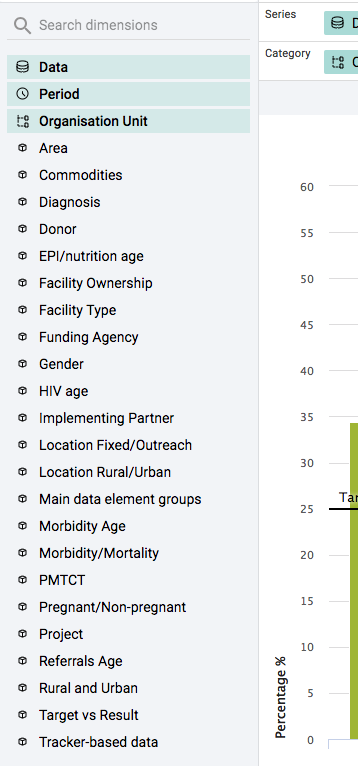 Search dimensions
Data
Period
Organisation Unit
Area
Commodities
Diagnosis
Donor
EPI/nutrition age
Facility Ownership
Facility Type
Funding Agency
Gender
HIV age
Implementing Partner
Location Fixed/Outreach
Location Rural/Urban
Main data element groups
Morbidity Age
Morbidity/Mortality
PMTCT
Pregnant/Non-pregnant
Project
Referrals Age
Rural and Urban
Target vs Result
Tracker-based data
Series
Category
60
55
50
45
40
35
30
25
20
15
10
5
0
Percentage %